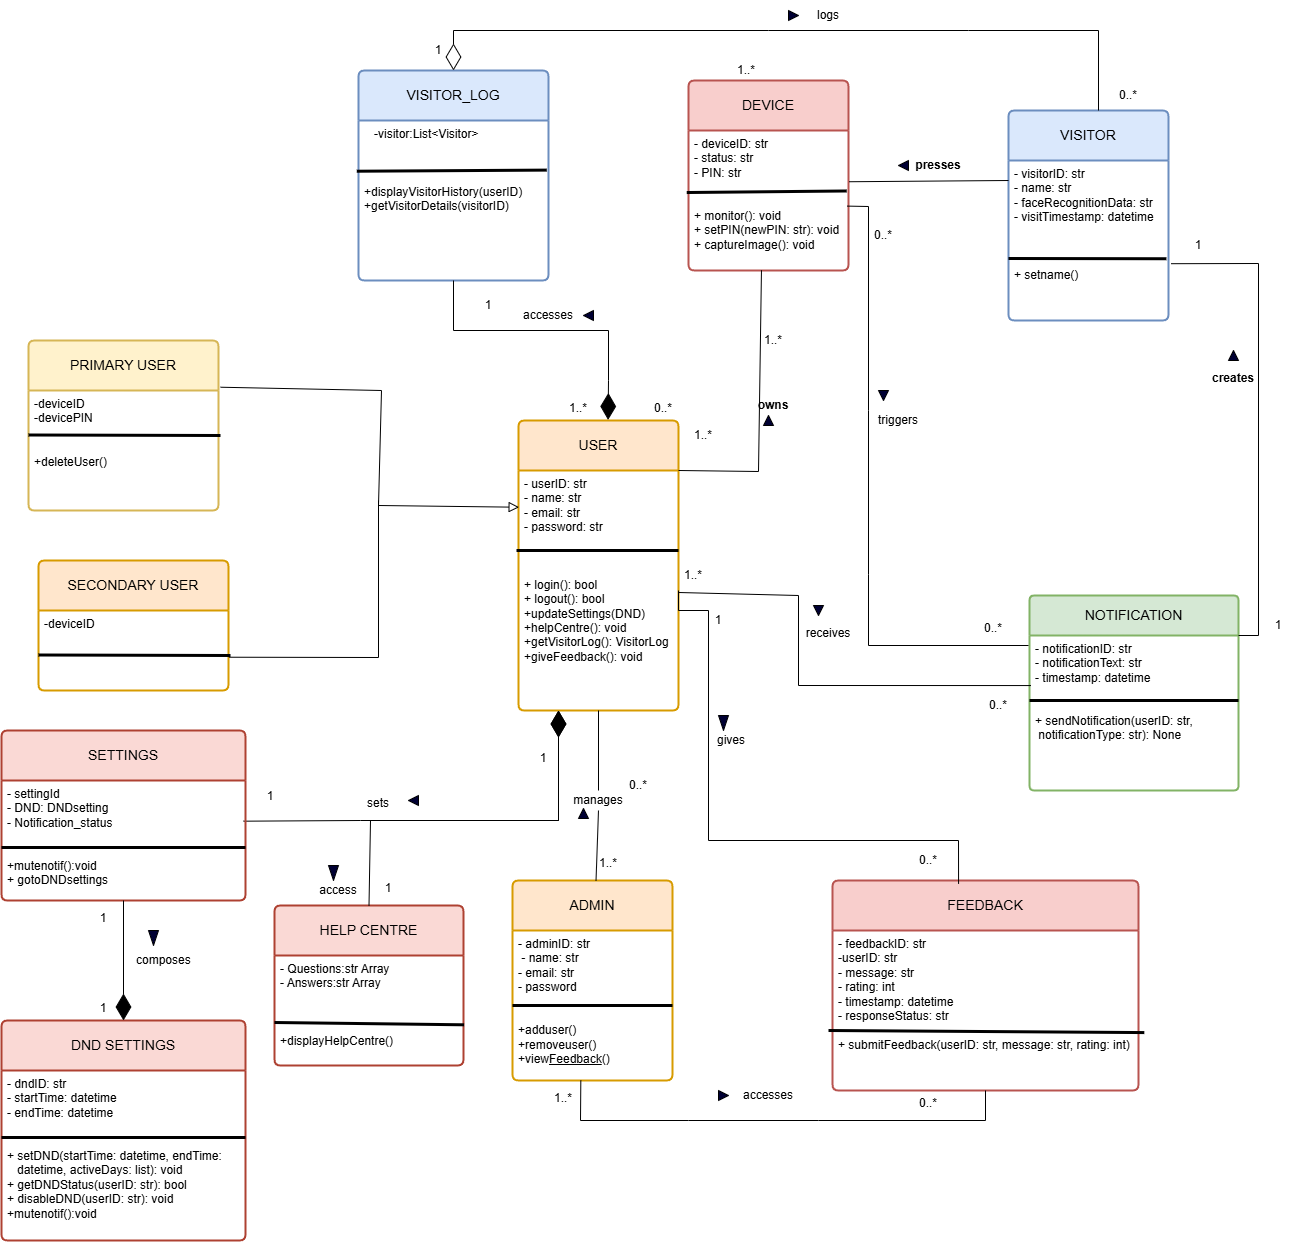 logs
1
1..*
0..*
VISITOR_LOG
-visitor:List<Visitor>
+displayVisitorHistory(userID)
+getVisitorDetails(visitorID)
DEVICE
- deviceID: str
- status: str
- PIN: str
+ monitor(): void
+ setPIN(newPIN: str): void
+ captureImage(): void
presses
VISITOR
- visitorID: str
- name: str
- faceRecognitionData: str
- visitTimestamp: datetime
+ setname()
0..*
1
1
accesses
1..*
creates
PRIMARY USER
-deviceID
-devicePIN
+deleteUser()
1..*
0..*
owns
1..*
triggers
USER
- userID: str
- name: str
- email: str
- password: str
+ login(): bool
+ logout(): bool
+updateSettings(DND)
+helpCentre(): void
+getVisitorLog(): VisitorLog
+giveFeedback(): void
SECONDARY USER
-deviceID
1..*
1
receives
0..*
1
NOTIFICATION
- notificationID: str
- notificationText: str
- timestamp: datetime
+ sendNotification(userID: str,
notificationType: str): None
0..*
gives
SETTINGS
- settingId
- DND: DNDsetting
- Notification_status
+mutenotif():void
+ gotoDNDsettings
1
1
sets
0..*
manages
1..*
0..*
access
1
HELP CENTRE
- Questions:str Array
- Answers:str Array
+displayHelpCentre()
ADMIN
- adminID: str
- name: str
- email: str
- password
+adduser()
+removeuser()
+viewFeedback()
FEEDBACK
- feedbackID: str
-userID: str
- message: str
- rating: int
- timestamp: datetime
- responseStatus: str
+ submitFeedback(userID: str, message: str, rating: int)
1
composes
1
DND SETTINGS
- dndID: str
- startTime: datetime
- endTime: datetime
+ setDND(startTime: datetime, endTime:
datetime, activeDays: list): void
+ getDNDStatus(userID: str): bool
+ disableDND(userID: str): void
+mutenotif():void
1..*
accesses
0..*